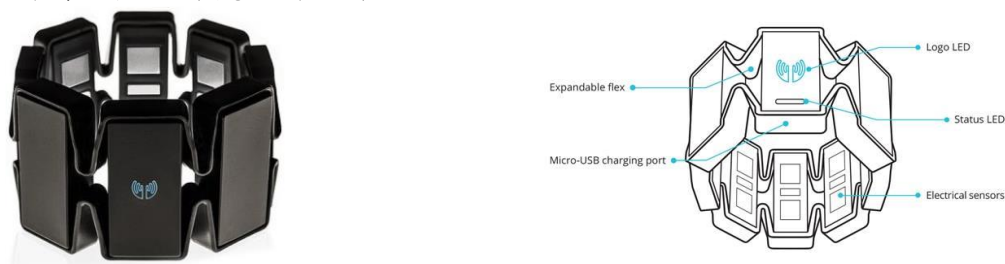 Logo LED
Expandable flex
Status LED
Micro-USB charging port
Electrical sensors